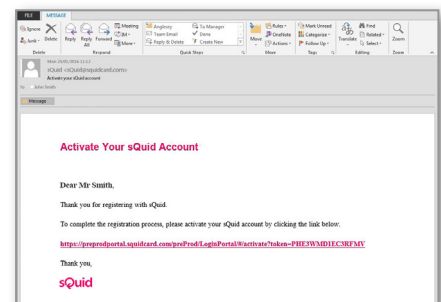 FILE MESSAGE
Ignore
Junk
Delete
Reply Reply All Forward
Meeting
IM
More
Anglesey
Team Email
Reply & Delete
To Manager
Done
Create New
Move
Rules
OneNote
Actions
Mark Unread
Categorise
Follow Up
Translate
Find
Related
Select
Zoom
Delete Respond Quick Steps Move Tags Editing Zoom
sQuid <sQuid@squidcard.com>
Activate your sQuid account
To John Smith
Message
Activate Your sQuid Account
Dear Mr Smith,
Thank you for registering with sQuid.
To complete the registration process, please activate your sQuid account by clicking the link below.
https://preprodportal.squidcard.com/preProd/LoginPortal/#/activate?token=PHE3WMD1EC3RFMV
Thank you,
sQuid